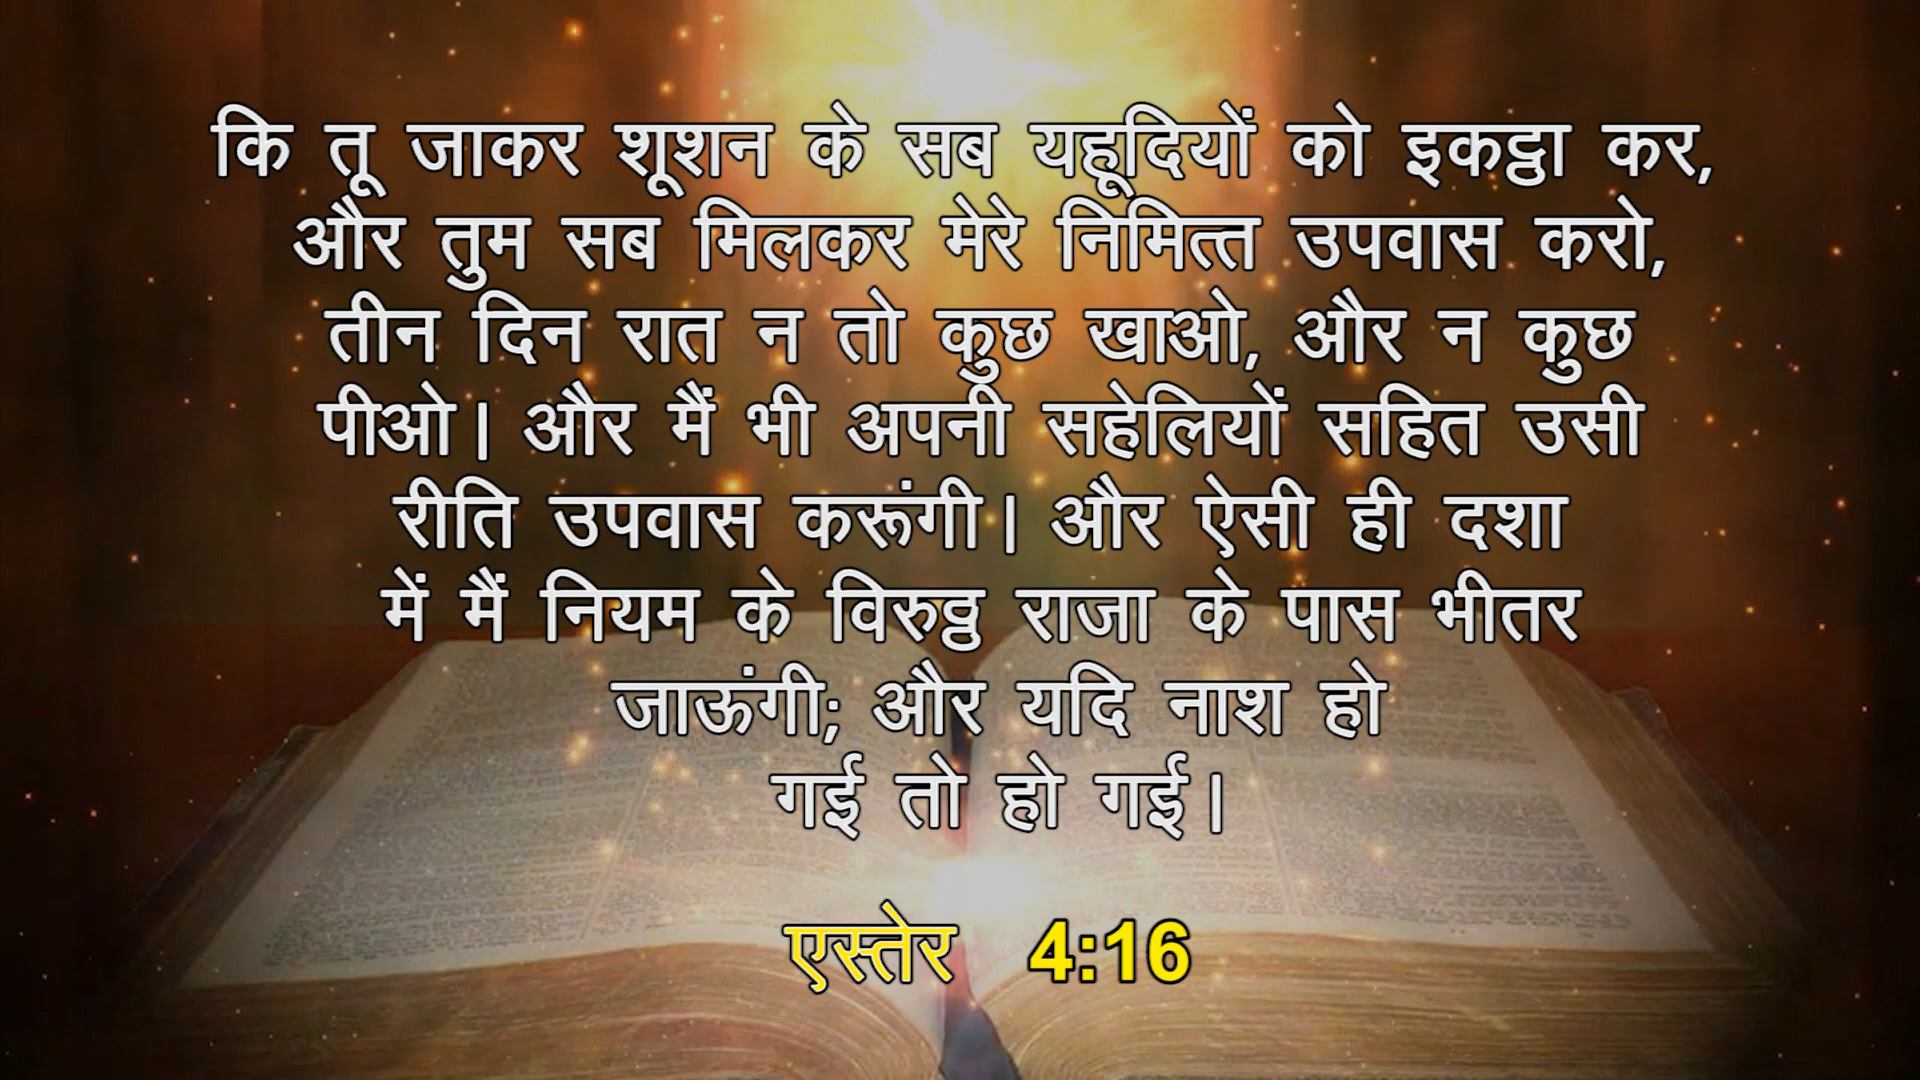 कि तू जाकर शूशन के सब यहूदियों को इकट्ठा कर,
और तुम सब मिलकर मेरे निमित्त उपवास करो,
तीन दिन रात न तो कुछ खाओ, और न कुछ
पीओ। और मैं भी अपनी सहेलियों सहित उसी
रीति उपवास करूंगी। और ऐसी ही दशा
में मैं नियम के विरुठ्ठ राजा के पास भीतर
जाऊंगी; और यदि नाश हो
गई तो हो गई।
एस्तेर 4:16